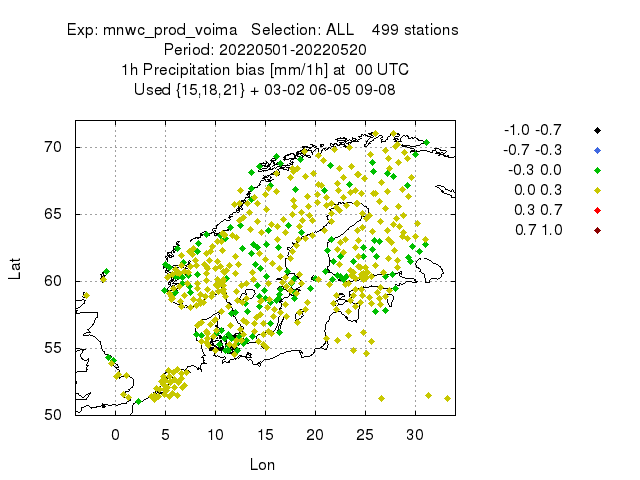 Exp: mnwc_prod_voima   Selection: ALL    499 stations
Period: 20220501-20220520
1h Precipitation bias [mm/1h] at  00 UTC
Used {15,18,21} + 03-02 06-05 09-08
-1.0 -0.7
-0.7 -0.3
-0.3 0.0
0.0 0.3
0.3 0.7
0.7 1.0
70
65
60
55
50
Lat
0 5 10 15 20 25 30
Lon